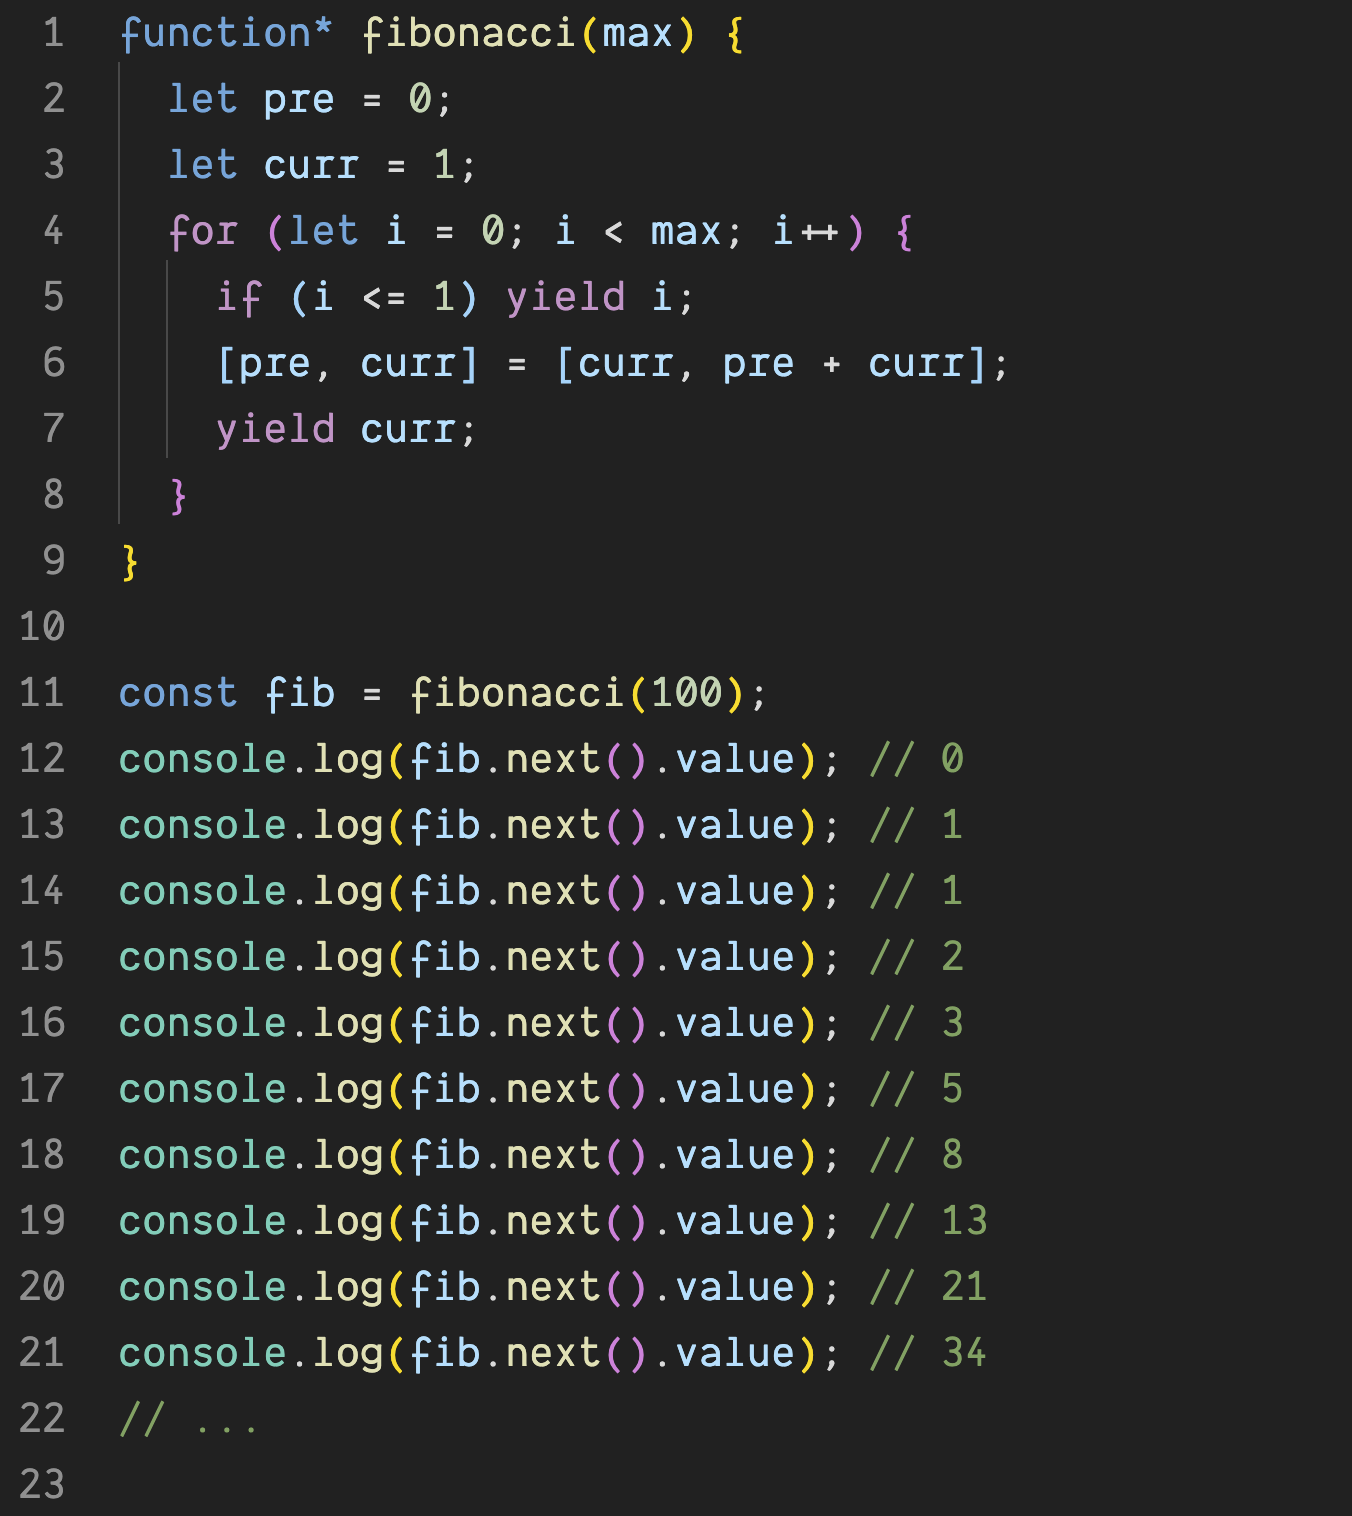 1 function* fibonacci(max) {
2 let pre = 0;
3 let curr = 1;
4 for (let i = 0; i < max; i++) {
5 if (i <= 1) yield i;
6 [pre, curr] = [curr, pre + curr];
7 yield curr;
8 }
9 }
10
11 const fib = fibonacci(100);
12 console.log(fib.next().value); // 0
13 console.log(fib.next().value); // 1
14 console.log(fib.next().value); // 1
15 console.log(fib.next().value); // 2
16 console.log(fib.next().value); // 3
17 console.log(fib.next().value); // 5
18 console.log(fib.next().value); // 8
19 console.log(fib.next().value); // 13
20 console.log(fib.next().value); // 21
21 console.log(fib.next().value); // 34
22 // ...
23